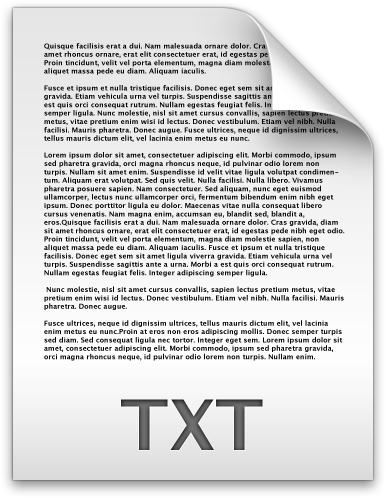 Quisque facilisis erat a dui. Nam malesuada ornare dolor. Cras
amet rhoncus ornare, erat elit consectetuer erat, id egestas pe
Proin tincidunt, velit vel porta elementum, magna diam molest
aliquet massa pede eu diam. Aliquam iaculis.
Fusce et ipsum et nulla tristique facilisis. Donec eget sem sit
gravida. Etiam vehicula urna vel turpis. Suspendisse sagittis an
est quis orci consequat rutrum. Nullam egestas feugiat felis. In
semper ligula. Nunc molestie, nisl sit amet cursus convallis, sapien lectus pretium
metus, vitae pretium enim wisi id lectus. Donec vestibulum. Etiam vel nibh. Nulla
facilisi. Mauris pharetra. Donec augue. Fusce ultrices, neque id dignissim ultrices,
tellus mauris dictum elit, vel lacinia enim metus eu nunc.
Lorem ipsum dolor sit amet, consectetuer adipiscing elit. Morbi commodo, ipsum
sed pharetra gravida, orci magna rhoncus neque, id pulvinar odio lorem non
turpis. Nullam sit amet enim. Suspendisse id velit vitae ligula volutpat condimen-
tum. Aliquam erat volutpat. Sed quis velit. Nulla facilisi. Nulla libero. Vivamus
pharetra posuere sapien. Nam consectetuer. Sed aliquam, nunc eget euismod
ullamcorper, lectus nunc ullamcorper orci, fermentum bibendum enim nibh eget
ipsum. Donec porttitor ligula eu dolor. Maecenas vitae nulla consequat libero
cursus venenatis. Nam magna enim, accumsan eu, blandit sed, blandit a,
eros.Quisque facilisis erat a dui. Nam malesuada ornare dolor. Cras gravida, diam
sit amet rhoncus ornare, erat elit consectetuer erat, id egestas pede nibh eget odio.
Proin tincidunt, velit vel porta elementum, magna diam molestie sapien, non
aliquet massa pede eu diam. Aliquam iaculis. Fusce et ipsum et nulla tristique
facilisis. Donec eget sem sit amet ligula viverra gravida. Etiam vehicula urna vel
turpis. Suspendisse sagittis ante a urna. Morbi a est quis orci consequat rutrum.
Nullam egestas feugiat felis. Integer adipiscing semper ligula.
Nunc molestie, nisl sit amet cursus convallis, sapien lectus pretium metus, vitae
pretium enim wisi id lectus. Donec vestibulum. Etiam vel nibh. Nulla facilisi. Mauris
pharetra. Donec augue.
Fusce ultrices, neque id dignissim ultrices, tellus mauris dictum elit, vel lacinia
enim metus eu nunc.Proin at eros non eros adipiscing mollis. Donec semper turpis
sed diam. Sed consequat ligula nec tortor. Integer eget sem. Lorem ipsum dolor sit
amet, consectetuer adipiscing elit. Morbi commodo, ipsum sed pharetra gravida,
orci magna rhoncus neque, id pulvinar odio lorem non turpis. Nullam enim.
TXT